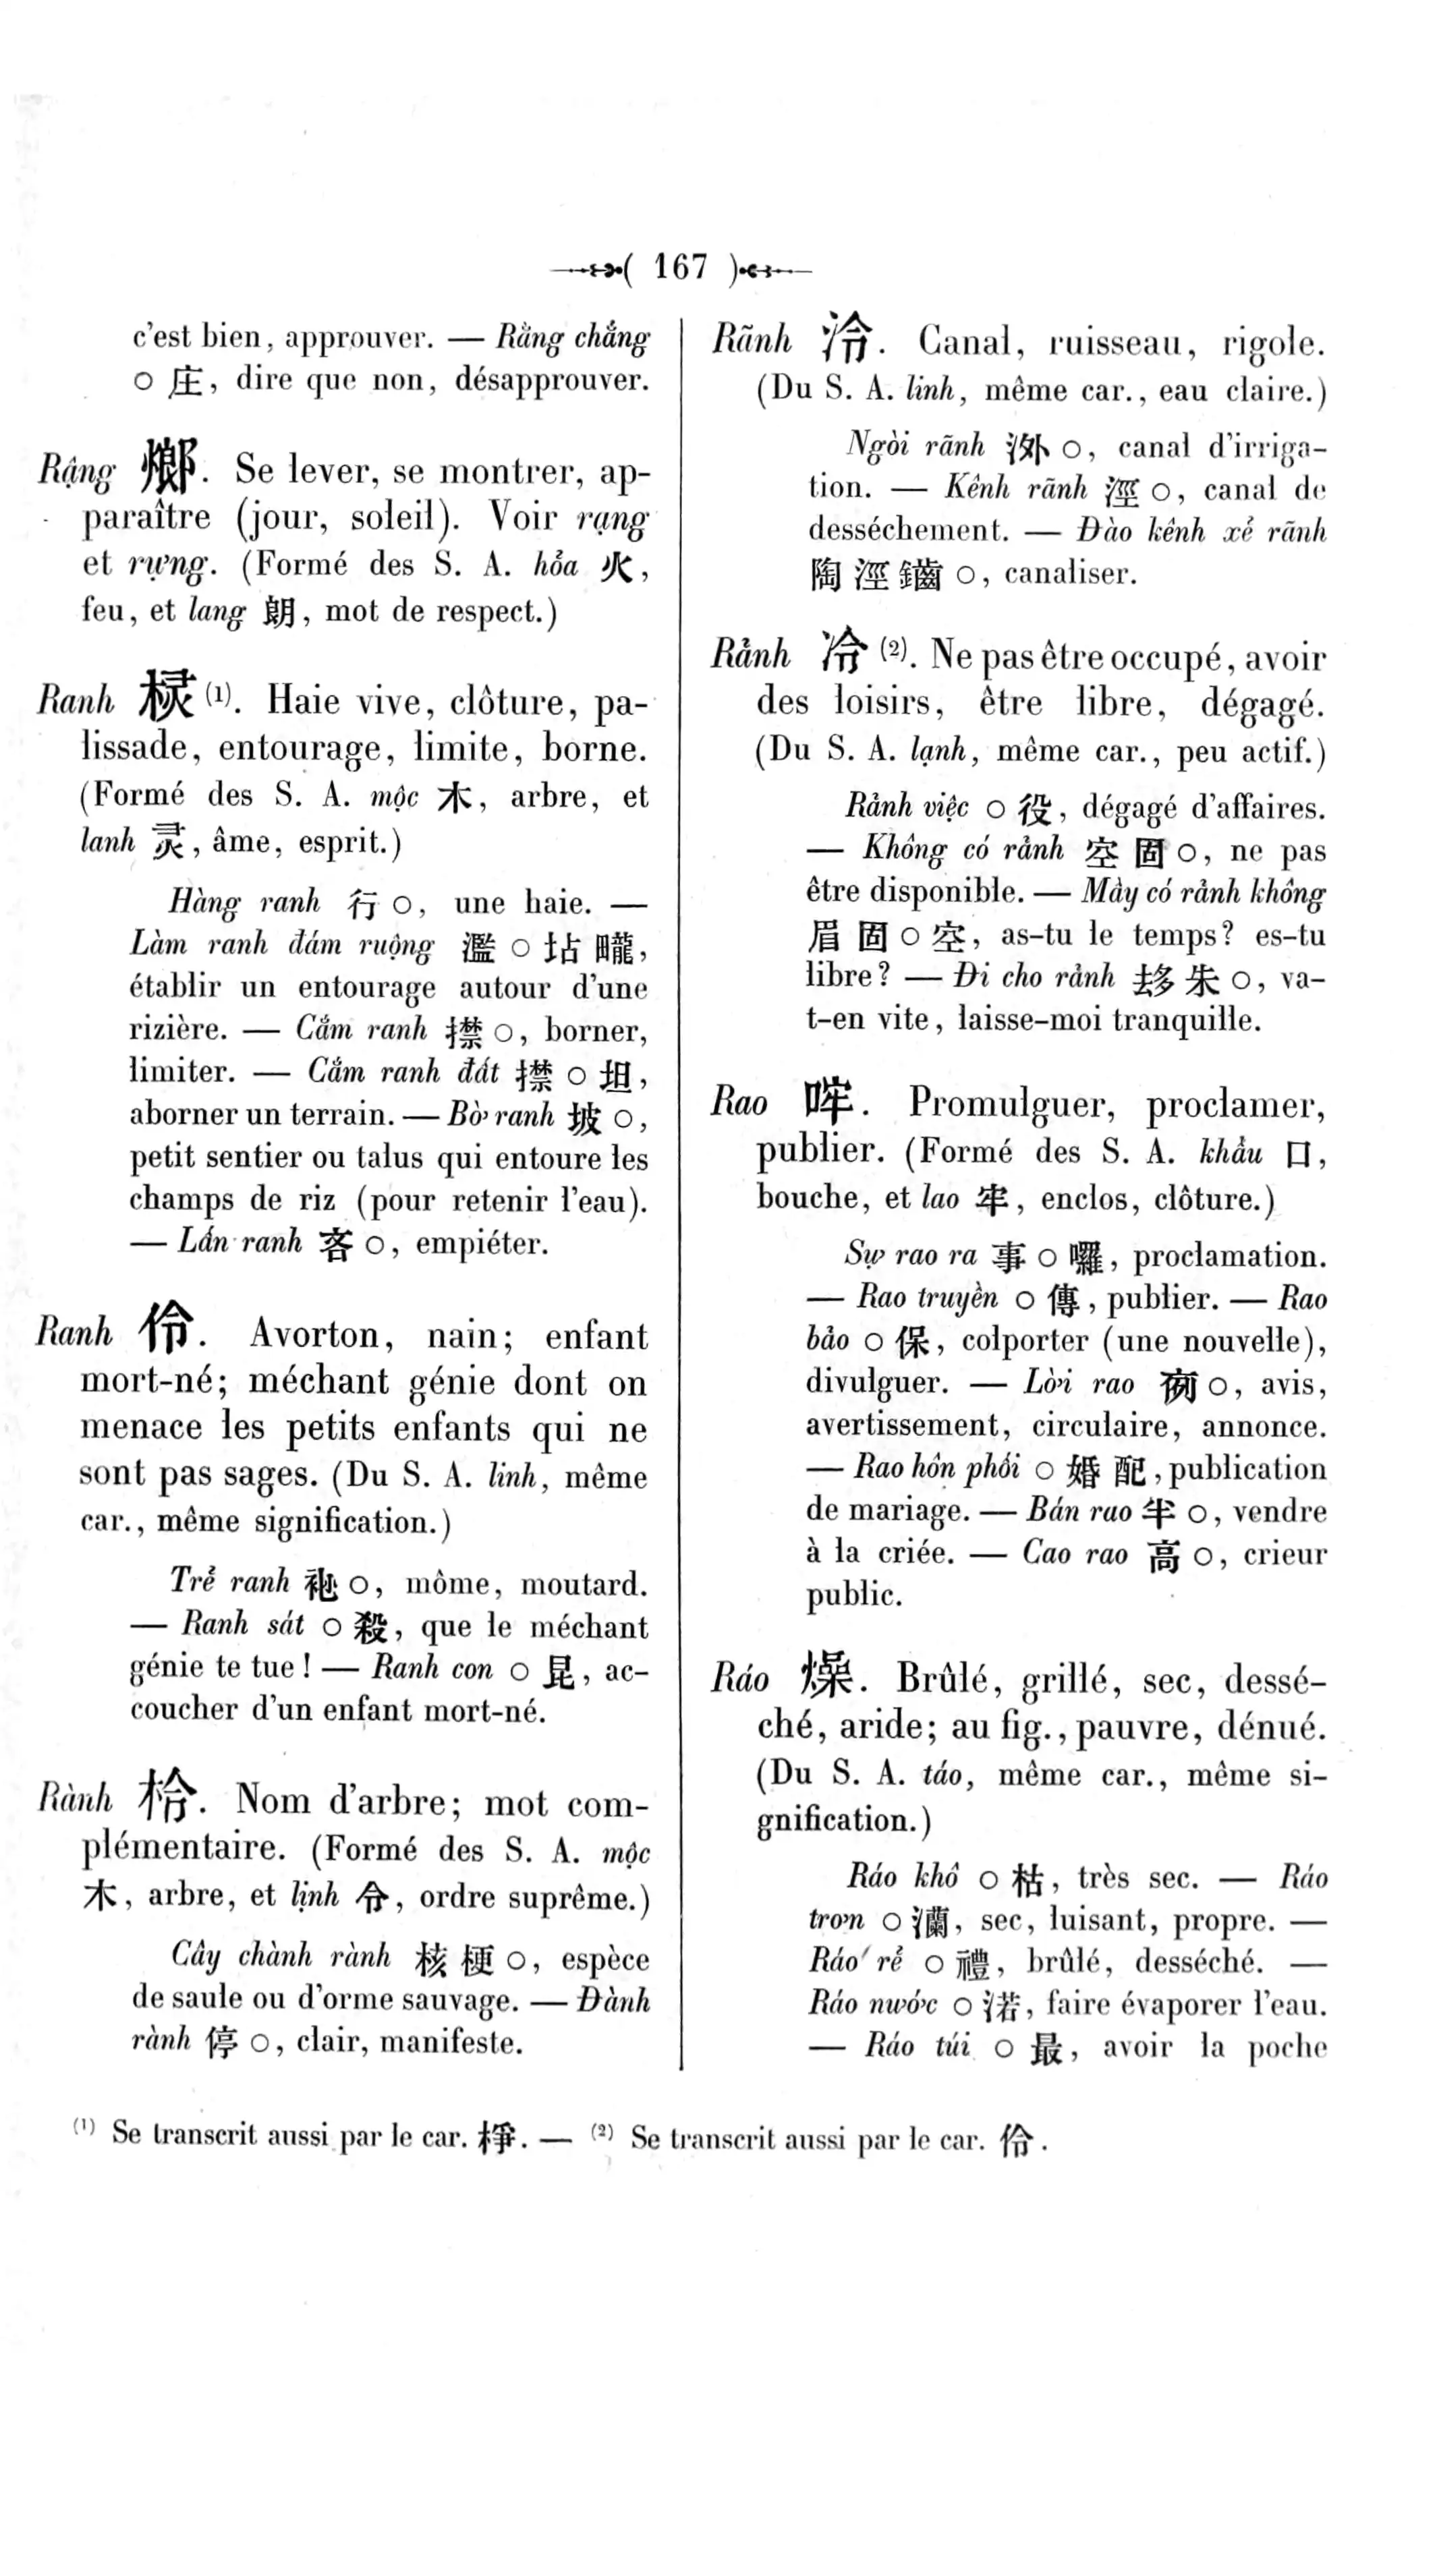 ( 167 )
c'est bien, approuver. — Rằng chẳng
○ 庄, dire que non, désapprouver.
Rậng. Se lever, se montrer, ap-
paraître (jour, soleil). Voir rạng
et rựng. (Formé des S. A. hỏa 火,
feu, et lang 朗, mot de respect.)
Ranh (1). Haie vive, clôture, pa-
lissade, entourage, limite, borne.
(Formé des S. A. mộc 木, arbre, et
lanh 灵, âme, esprit.)
Hàng ranh 行 ○, une haie. —
Làm ranh đám ruộng 濫 ○ 坫 𤳱,
établir un entourage autour d'une
rizière. — Cắm ranh 㩒 ○, borner,
limiter. — Cắm ranh đất 㩒 ○ 坦,
aborner un terrain. — Bờ ranh 坡 ○,
petit sentier ou talus qui entoure les
champs de riz (pour retenir l'eau).
— Lấn ranh 吝 ○, empiéter.
Ranh 伶. Avorton, nain; enfant
mort-né; méchant génie dont on
menace les petits enfants qui ne
sont pas sages. (Du S. A. linh, même
car., même signification.)
Trẻ ranh ○, môme, moutard.
— Ranh sát ○ 殺, que le méchant
génie te tue! — Ranh con ○ 昆, ac-
coucher d'un enfant mort-né.
Rành 柃. Nom d'arbre; mot com-
plémentaire. (Formé des S. A. mộc
木, arbre, et lịnh 令, ordre suprême.)
Cây chành rành 核 梗 ○, espèce
de saule ou d'orme sauvage. — Đành
rành 停 ○, clair, manifeste.
Rãnh 泠. Canal, ruisseau, rigole.
(Du S. A. linh, même car., eau claire.)
Ngòi rãnh ○, canal d'irriga-
tion. — Kênh rãnh 涇 ○, canal de
desséchement. — Đào kênh xẻ rãnh
陶 涇 ○, canaliser.
Rảnh 冷 (2). Ne pas être occupé, avoir
des loisirs, être libre, dégagé.
(Du S. A. lạnh, même car., peu actif.)
Rảnh việc ○ 役, dégagé d'affaires.
— Không có rảnh 空 固 ○, ne pas
être disponible. — Mầy có rảnh không
眉 固 ○ 空, as-tu le temps? es-tu
libre? — Đi cho rảnh 𠫾 朱 ○, va-
t-en vite, laisse-moi tranquille.
Rao 哰. Promulguer, proclamer,
publier. (Formé des S. A. khẩu 口,
bouche, et lao 牢, enclos, clôture.)
Sự rao ra 事 ○ 囉, proclamation.
— Rao truyền ○ 傳, publier. — Rao
bảo ○ 保, colporter (une nouvelle),
divulguer. — Lời rao ○, avis,
avertissement, circulaire, annonce.
— Rao hôn phối ○ 婚 配, publication
de mariage. — Bán rao 半 ○, vendre
à la criée. — Cao rao 高 ○, crieur
public.
Ráo 燥. Brûlé, grillé, sec, dessé-
ché, aride; au fig., pauvre, dénué.
(Du S. A. táo, même car., même si-
gnification.)
Ráo khô ○ 枯, très sec. — Ráo
trơn ○ 灡, sec, luisant, propre. —
Ráo rẻ ○ 禮, brûlé, desséché. —
Ráo nước ○ 渃, faire évaporer l'eau.
— Ráo túi ○ 最, avoir la poche
(1) Se transcrit aussi par le car. 棦. — (2) Se transcrit aussi par le car. 伶.